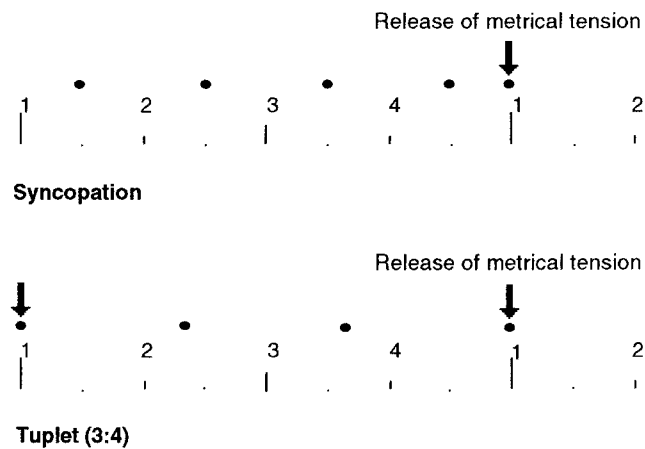 Release of metrical tension
1 2 3 4 1 2
Syncopation
Release of metrical tension
1 2 3 4 1 2
Tuplet (3:4)